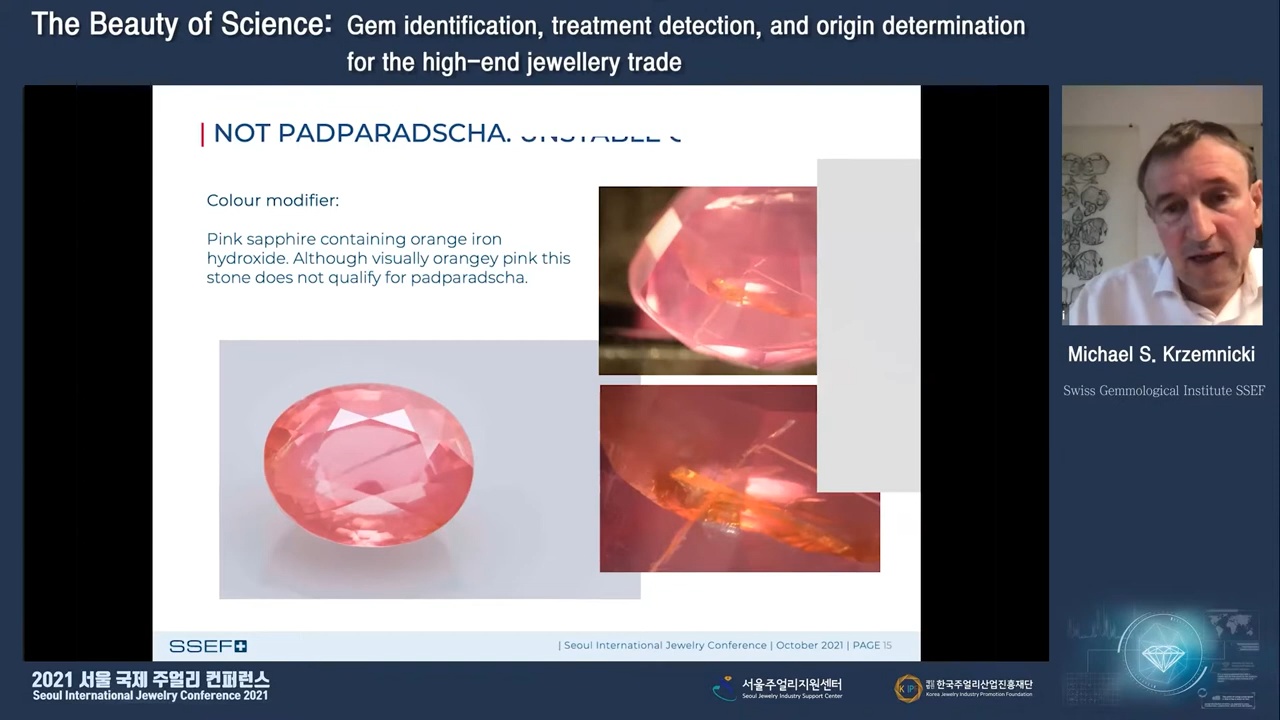 The Beauty of Science: Gem identification, treatment detection, and origin determination
for the high-end jewellery trade
| NOT PADPARADSCHA.
Colour modifier:
Pink sapphire containing orange iron
hydroxide. Although visually orangey pink this
stone does not qualify for padparadscha.
SSEF
| Seoul International Jewelry Conference | October 2021 | PAGE 15
Michael S. Krzemnicki
Swiss Gemmological Institute SSEF
2021 서울 국제 주얼리 컨퍼런스
Seoul International Jewelry Conference 2021
서울주얼리지원센터
Seoul Jewelry Industry Support Center
한국주얼리산업진흥재단
Korea Jewelry Industry Promotion Foundation